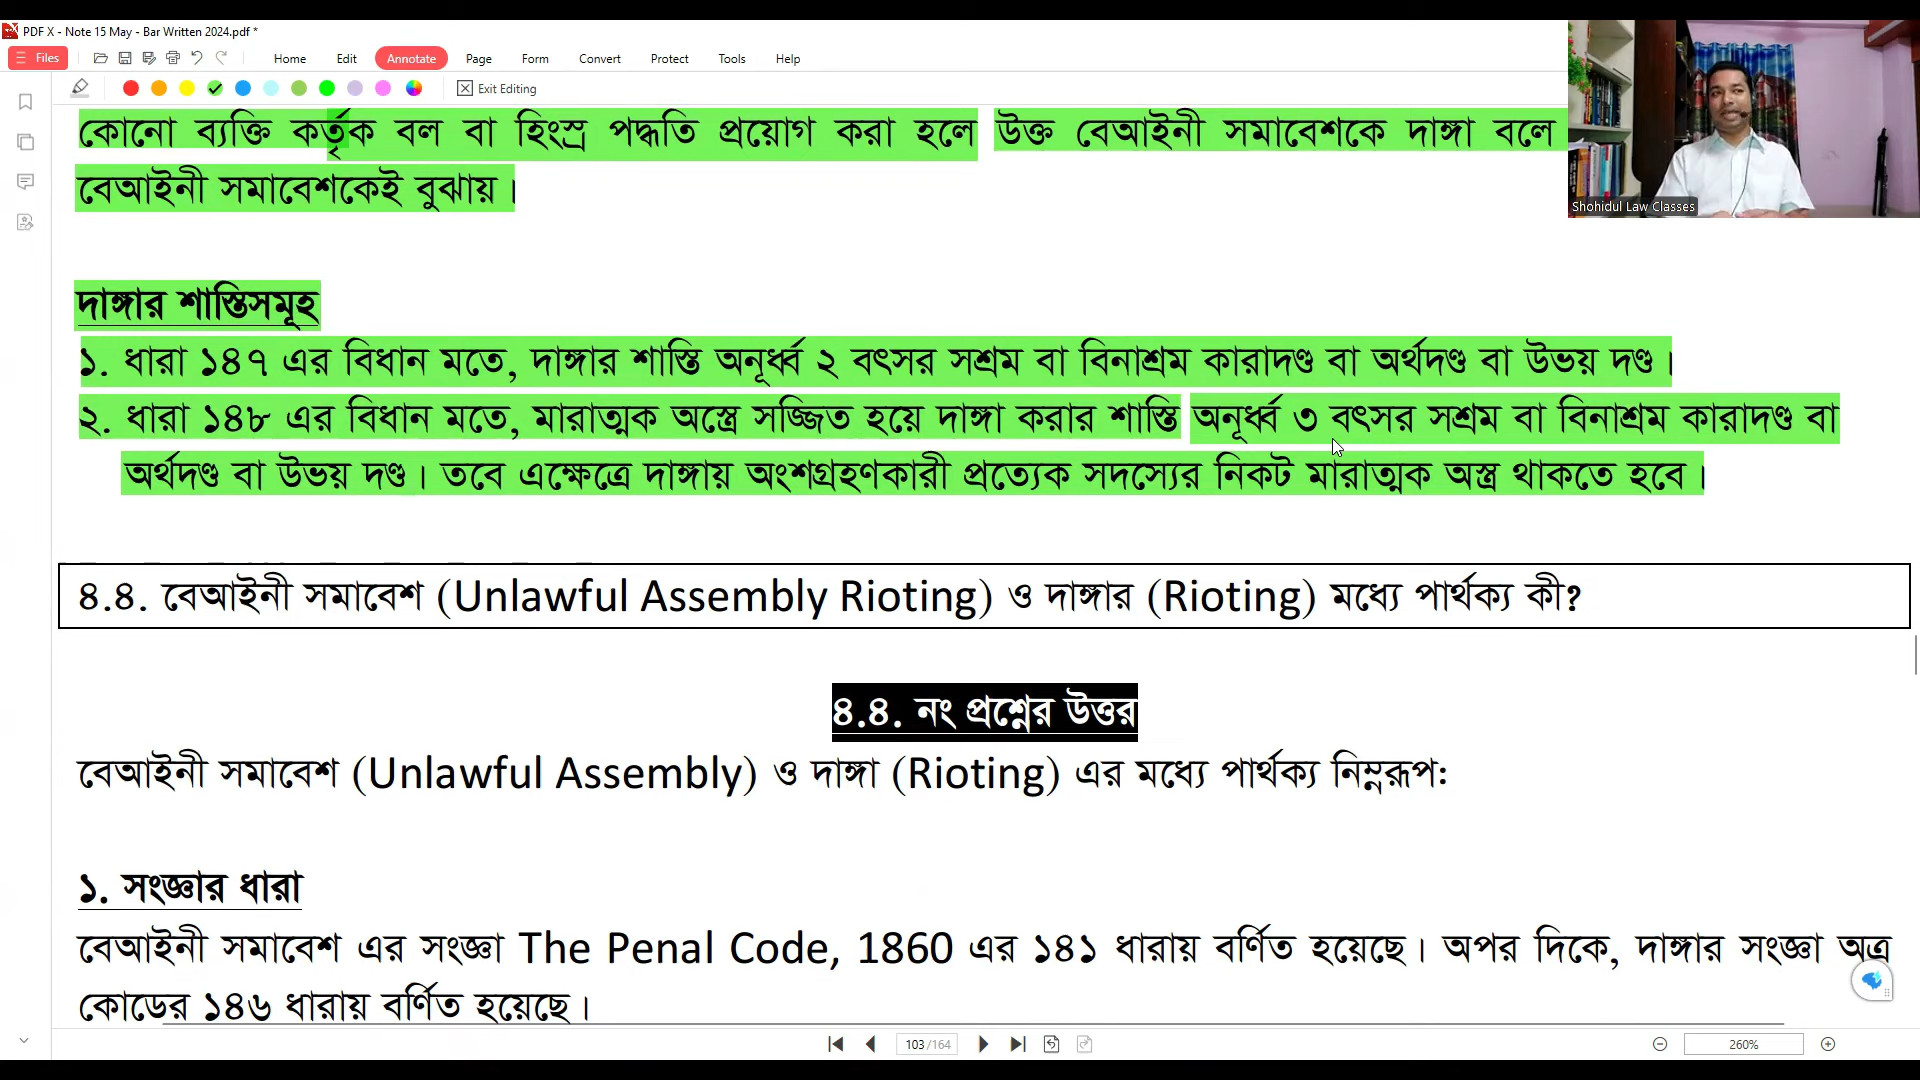 PDF X - Note 15 May - Bar Written 2024.pdf *
Files Home Edit Annotate Page Form Convert Protect Tools Help
Exit Editing
কোনো ব্যক্তি কর্তৃক বল বা হিংস্র পদ্ধতি প্রয়োগ করা হলে উক্ত বেআইনী সমাবেশকে দাঙ্গা বলে
বেআইনী সমাবেশকেই বুঝায়।
Shohidul Law Classes
দাঙ্গার শাস্তিসমূহ
১. ধারা ১৪৭ এর বিধান মতে, দাঙ্গার শাস্তি অনূর্ধ্ব ২ বৎসর সশ্রম বা বিনাশ্রম কারাদণ্ড বা অর্থদণ্ড বা উভয় দণ্ড।
২. ধারা ১৪৮ এর বিধান মতে, মারাত্মক অস্ত্রে সজ্জিত হয়ে দাঙ্গা করার শাস্তি অনূর্ধ্ব ৩ বৎসর সশ্রম বা বিনাশ্রম কারাদণ্ড বা
অর্থদণ্ড বা উভয় দণ্ড। তবে এক্ষেত্রে দাঙ্গায় অংশগ্রহণকারী প্রত্যেক সদস্যের নিকট মারাত্মক অস্ত্র থাকতে হবে।
৪.৪. বেআইনী সমাবেশ (Unlawful Assembly Rioting) ও দাঙ্গার (Rioting) মধ্যে পার্থক্য কী?
৪.৪. নং প্রশ্নের উত্তর
বেআইনী সমাবেশ (Unlawful Assembly) ও দাঙ্গা (Rioting) এর মধ্যে পার্থক্য নিম্নরূপ:
১. সংজ্ঞার ধারা
বেআইনী সমাবেশ এর সংজ্ঞা The Penal Code, 1860 এর ১৪১ ধারায় বর্ণিত হয়েছে। অপর দিকে, দাঙ্গার সংজ্ঞা অত্র
কোডের ১৪৬ ধারায় বর্ণিত হয়েছে।
103 /164 260%